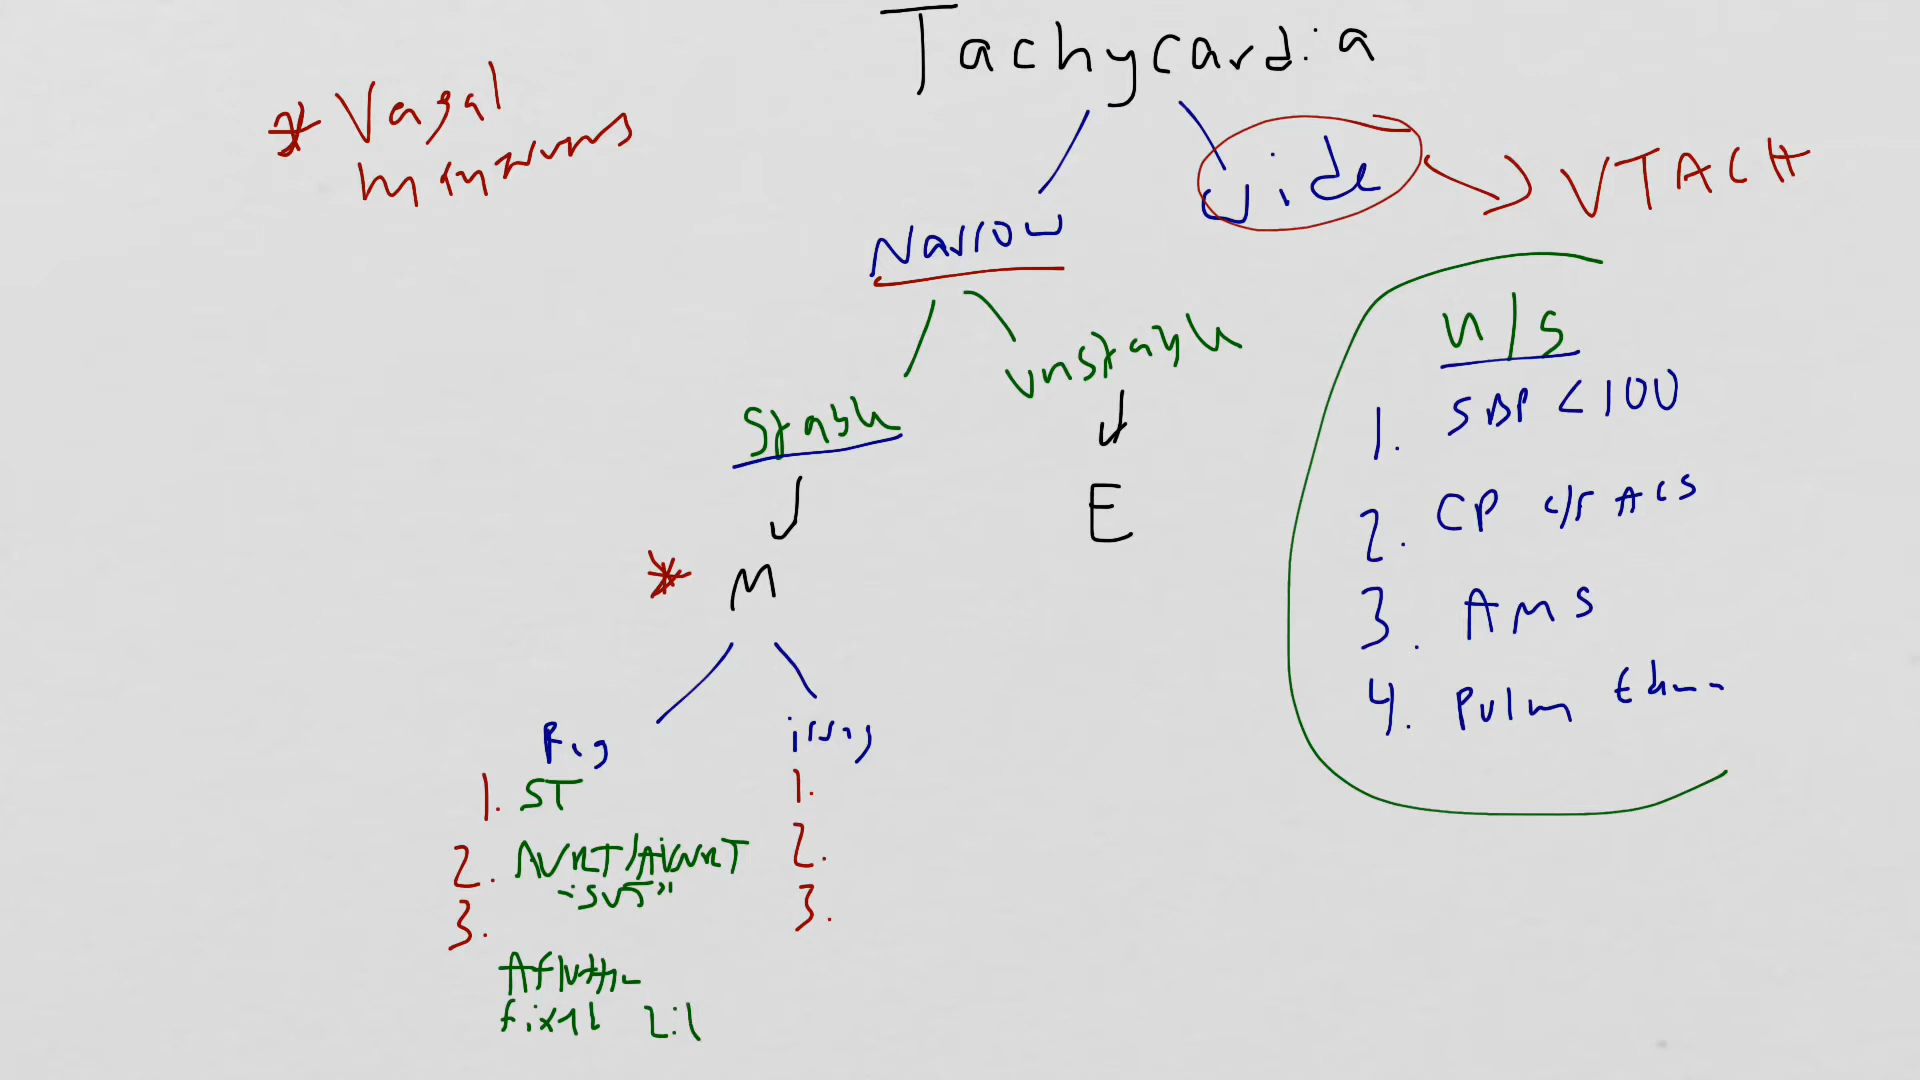 Tachycardia
* Vagal
Maneuvers
wide
VTACH
Narrow
u/s
unstable
1. SBP < 100
Stable
2. CP c/f ACS
E
* M
3. AMS
4. Pulm Edema
Reg
irreg
1. ST
1.
2. AVRT/AVNRT
2.
"SVT"
3.
3.
Aflutter
fixed 2:1